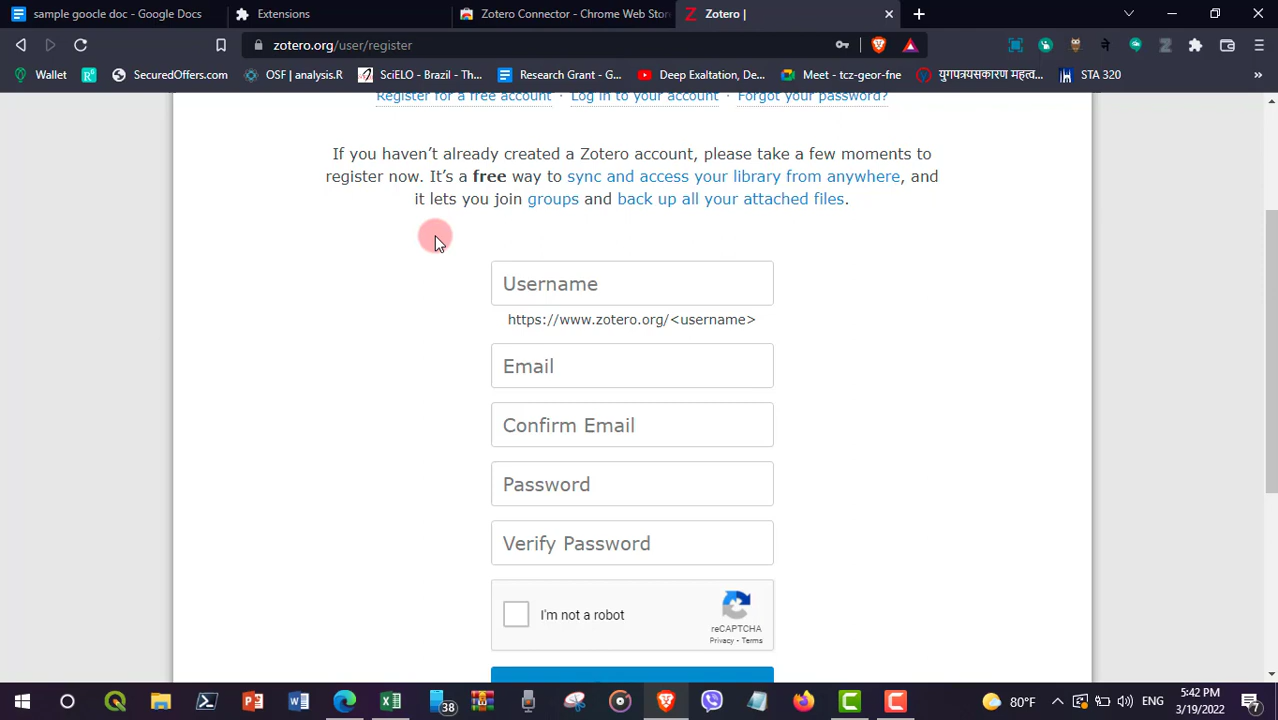 sample goocle doc - Google Docs
Extensions
Zotero Connector - Chrome Web Stor
Zotero |
zotero.org/user/register
Wallet
SecuredOffers.com
OSF | analysis.R
SciELO - Brazil - Th...
Research Grant - G...
Deep Exaltation, De...
Meet - tcz-geor-fne
युगपत्रयसकारण महत्व...
STA 320
»
Register for a free account · Log in to your account · Forgot your password?
If you haven't already created a Zotero account, please take a few moments to
register now. It's a free way to sync and access your library from anywhere, and
it lets you join groups and back up all your attached files.
Username
https://www.zotero.org/<username>
Email
Confirm Email
Password
Verify Password
I'm not a robot
reCAPTCHA
Privacy - Terms
38
80°F
ENG
5:42 PM
3/19/2022
7